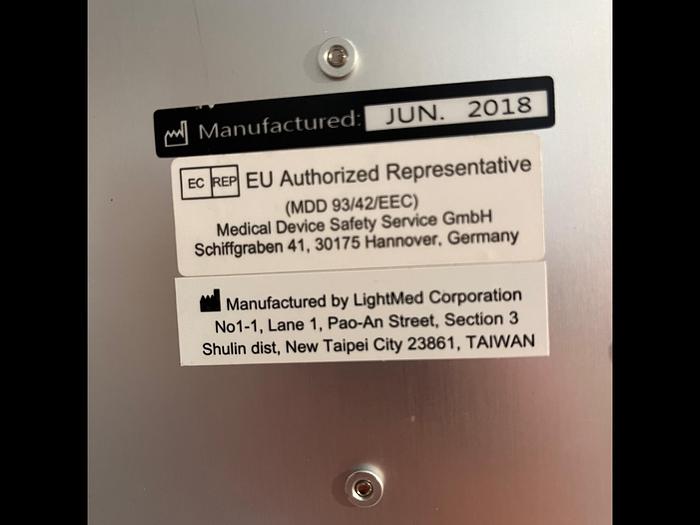 Manufactured: JUN. 2018
EC REP EU Authorized Representative
(MDD 93/42/EEC)
Medical Device Safety Service GmbH
Schiffgraben 41, 30175 Hannover, Germany
Manufactured by LightMed Corporation
No1-1, Lane 1, Pao-An Street, Section 3
Shulin dist, New Taipei City 23861, TAIWAN